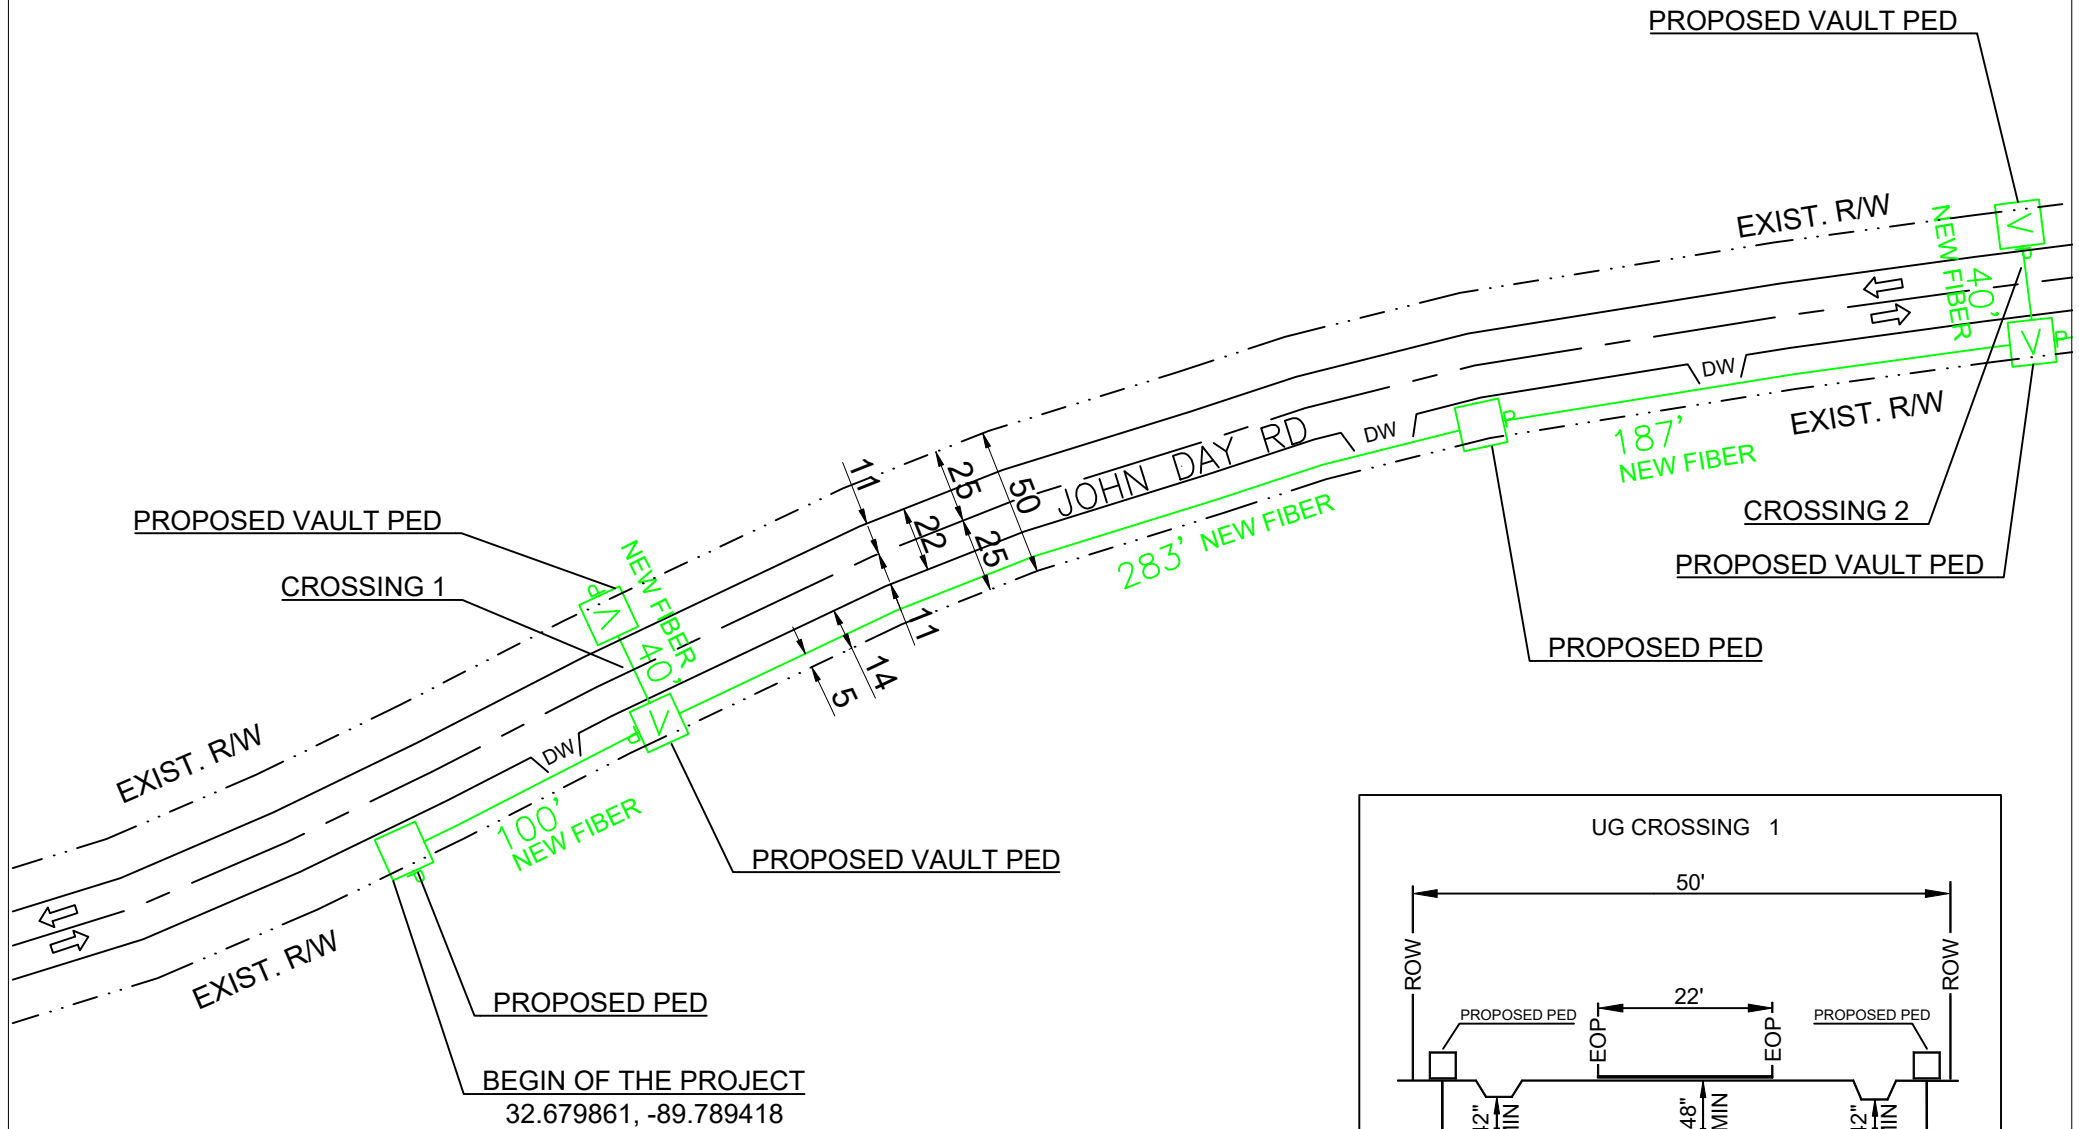 PROPOSED VAULT PED
EXIST. R/W
NEW FIBER
40'
V
P
V
P
DW
EXIST. R/W
DW
P
187'
NEW FIBER
CROSSING 2
PROPOSED VAULT PED
PROPOSED PED
JOHN DAY RD
11
25
50
22
25
283' NEW FIBER
11
14
5
PROPOSED VAULT PED
CROSSING 1
NEW FIBER
40'
P
V
V
P
DW
EXIST. R/W
100'
NEW FIBER
PROPOSED VAULT PED
P
EXIST. R/W
PROPOSED PED
BEGIN OF THE PROJECT
32.679861, -89.789418
UG CROSSING 1
50'
ROW
ROW
22'
PROPOSED PED
PROPOSED PED
EOP
EOP
42"
MIN
48"
MIN
42"
MIN